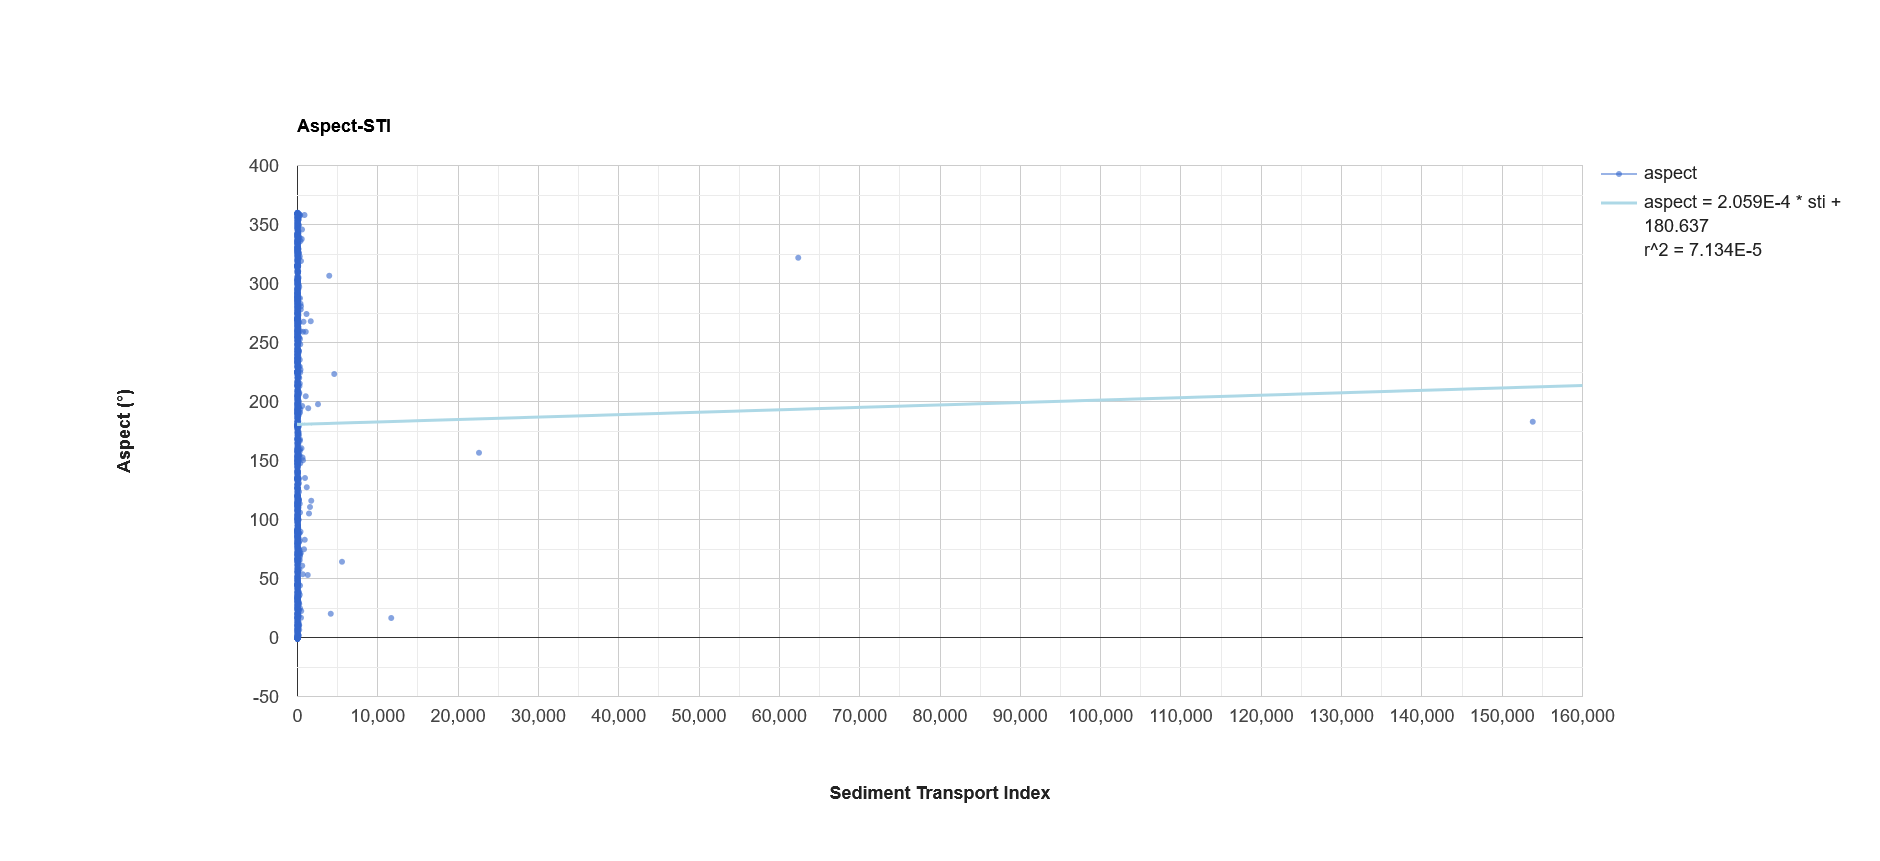 Aspect-STI
400
350
300
250
200
150
100
50
0
-50
Aspect (°)
0 10,000 20,000 30,000 40,000 50,000 60,000 70,000 80,000 90,000 100,000 110,000 120,000 130,000 140,000 150,000 160,000
Sediment Transport Index
aspect
aspect = 2.059E-4 * sti +
180.637
r^2 = 7.134E-5